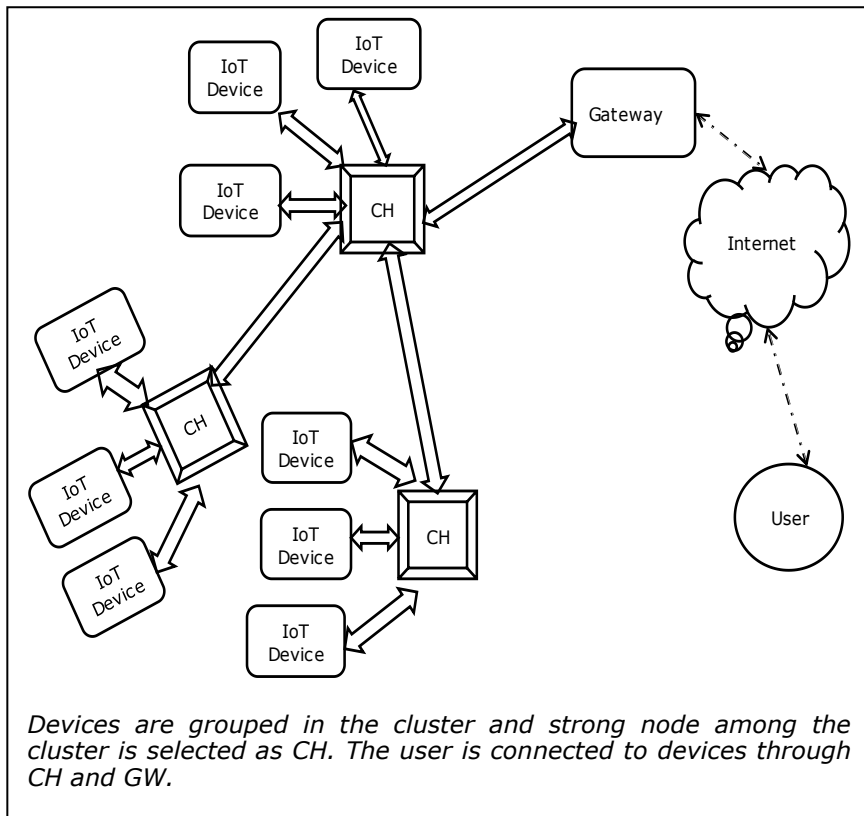 IoT
Device
IoT
Device
Gateway
IoT
Device
CH
Internet
IoT
Device
CH
IoT
Device
IoT
Device
IoT
Device
IoT
Device
CH
User
IoT
Device
Devices are grouped in the cluster and strong node among the
cluster is selected as CH. The user is connected to devices through
CH and GW.